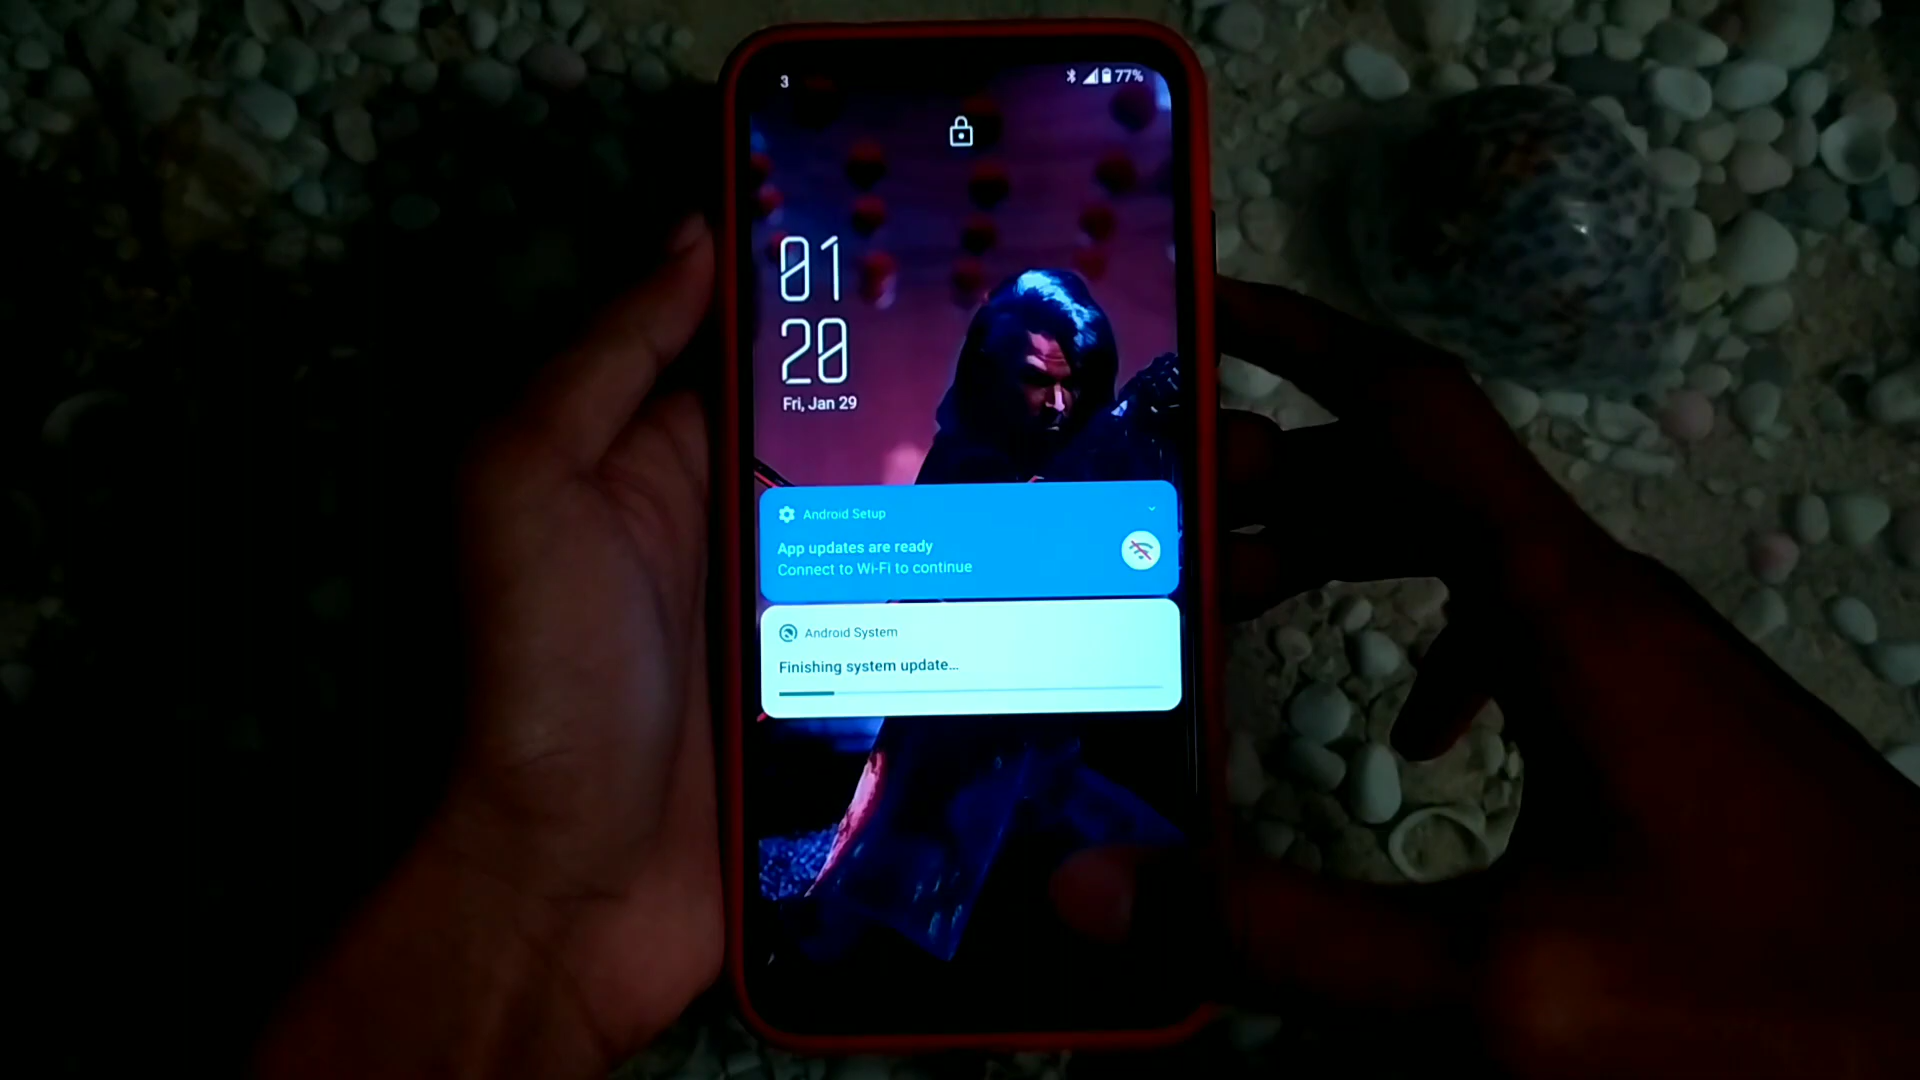 3
77%
01
20
Fri, Jan 29
Android Setup
App updates are ready
Connect to Wi-Fi to continue
Android System
Finishing system update...